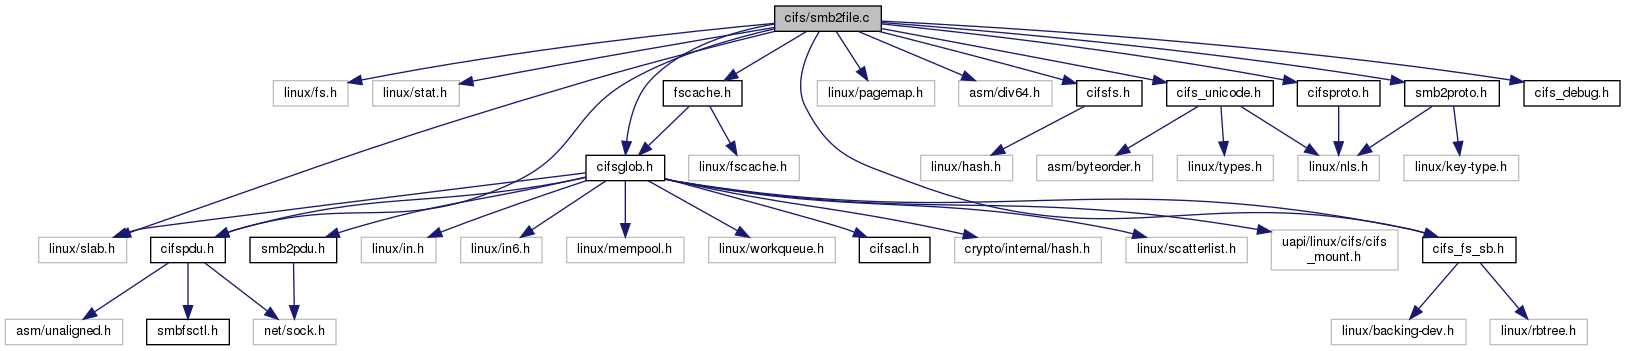 cifs/smb2file.c
linux/fs.h
linux/stat.h
fscache.h
linux/pagemap.h
asm/div64.h
cifsfs.h
cifs_unicode.h
cifsproto.h
smb2proto.h
cifs_debug.h
cifsglob.h
linux/fscache.h
linux/hash.h
asm/byteorder.h
linux/types.h
linux/nls.h
linux/key-type.h
linux/slab.h
cifspdu.h
smb2pdu.h
linux/in.h
linux/in6.h
linux/mempool.h
linux/workqueue.h
cifsacl.h
crypto/internal/hash.h
linux/scatterlist.h
uapi/linux/cifs/cifs
_mount.h
cifs_fs_sb.h
asm/unaligned.h
smbfsctl.h
net/sock.h
linux/backing-dev.h
linux/rbtree.h